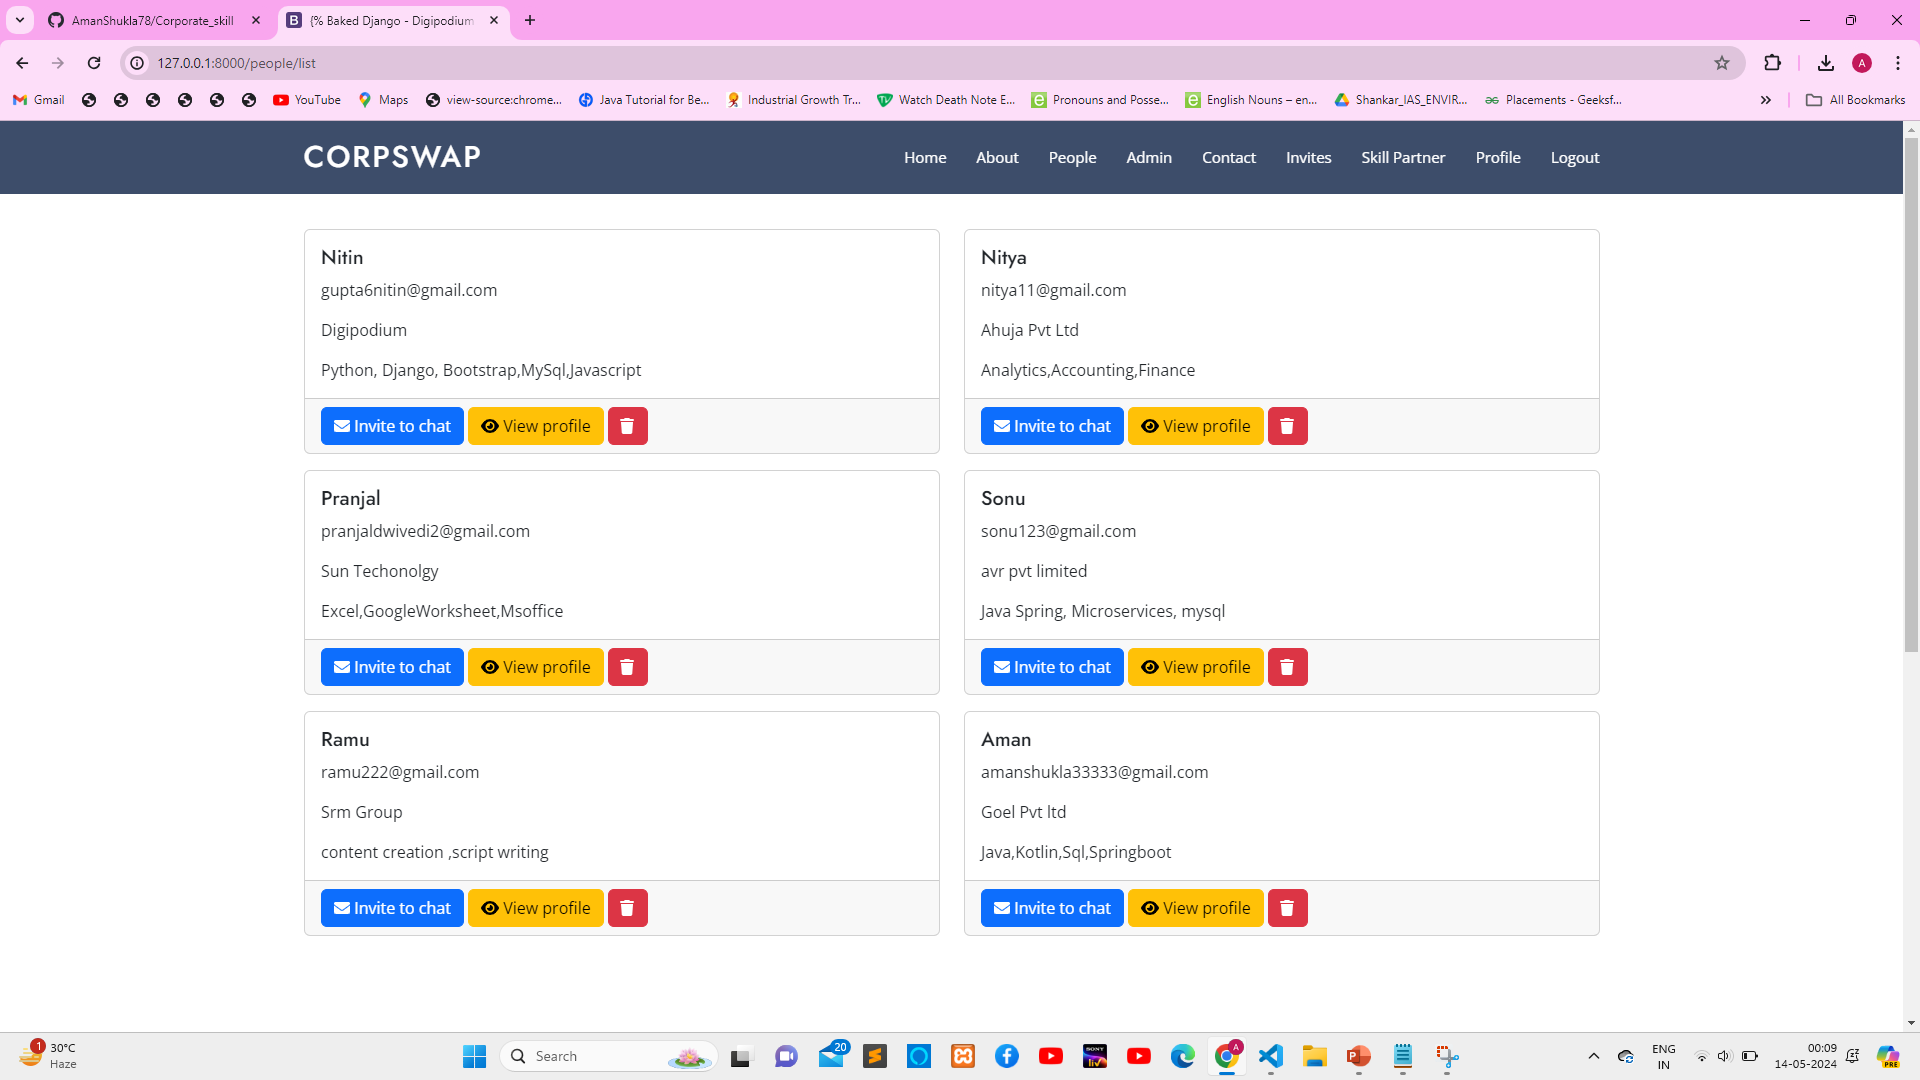 AmanShukla78/Corporate_skill
{% Baked Django - Digipodium
127.0.0.1:8000/people/list
A
Gmail
YouTube
Maps
view-source:chrome...
Java Tutorial for Be...
Industrial Growth Tr...
Watch Death Note E...
Pronouns and Posse...
English Nouns – en...
Shankar_IAS_ENVIR...
Placements - Geeksf...
All Bookmarks
CORPSWAP
Home
About
People
Admin
Contact
Invites
Skill Partner
Profile
Logout
Nitin
gupta6nitin@gmail.com
Digipodium
Python, Django, Bootstrap,MySql,Javascript
Invite to chat
View profile
Nitya
nitya11@gmail.com
Ahuja Pvt Ltd
Analytics,Accounting,Finance
Invite to chat
View profile
Pranjal
pranjaldwivedi2@gmail.com
Sun Techonolgy
Excel,GoogleWorksheet,Msoffice
Invite to chat
View profile
Sonu
sonu123@gmail.com
avr pvt limited
Java Spring, Microservices, mysql
Invite to chat
View profile
Ramu
ramu222@gmail.com
Srm Group
content creation ,script writing
Invite to chat
View profile
Aman
amanshukla33333@gmail.com
Goel Pvt ltd
Java,Kotlin,Sql,Springboot
Invite to chat
View profile
1
30°C
Haze
Search
20
SONY
liv
A
ENG
IN
00:09
14-05-2024
PRE